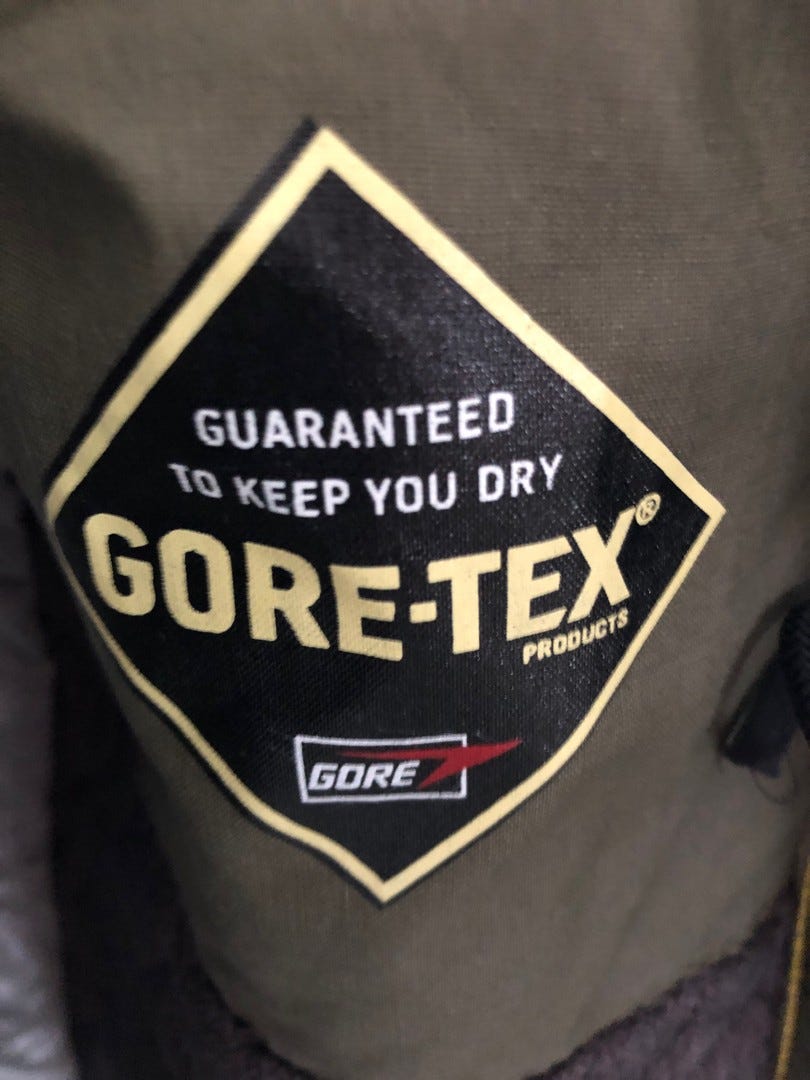 GUARANTEED
TO KEEP YOU DRY
GORE-TEX®
PRODUCTS
GORE